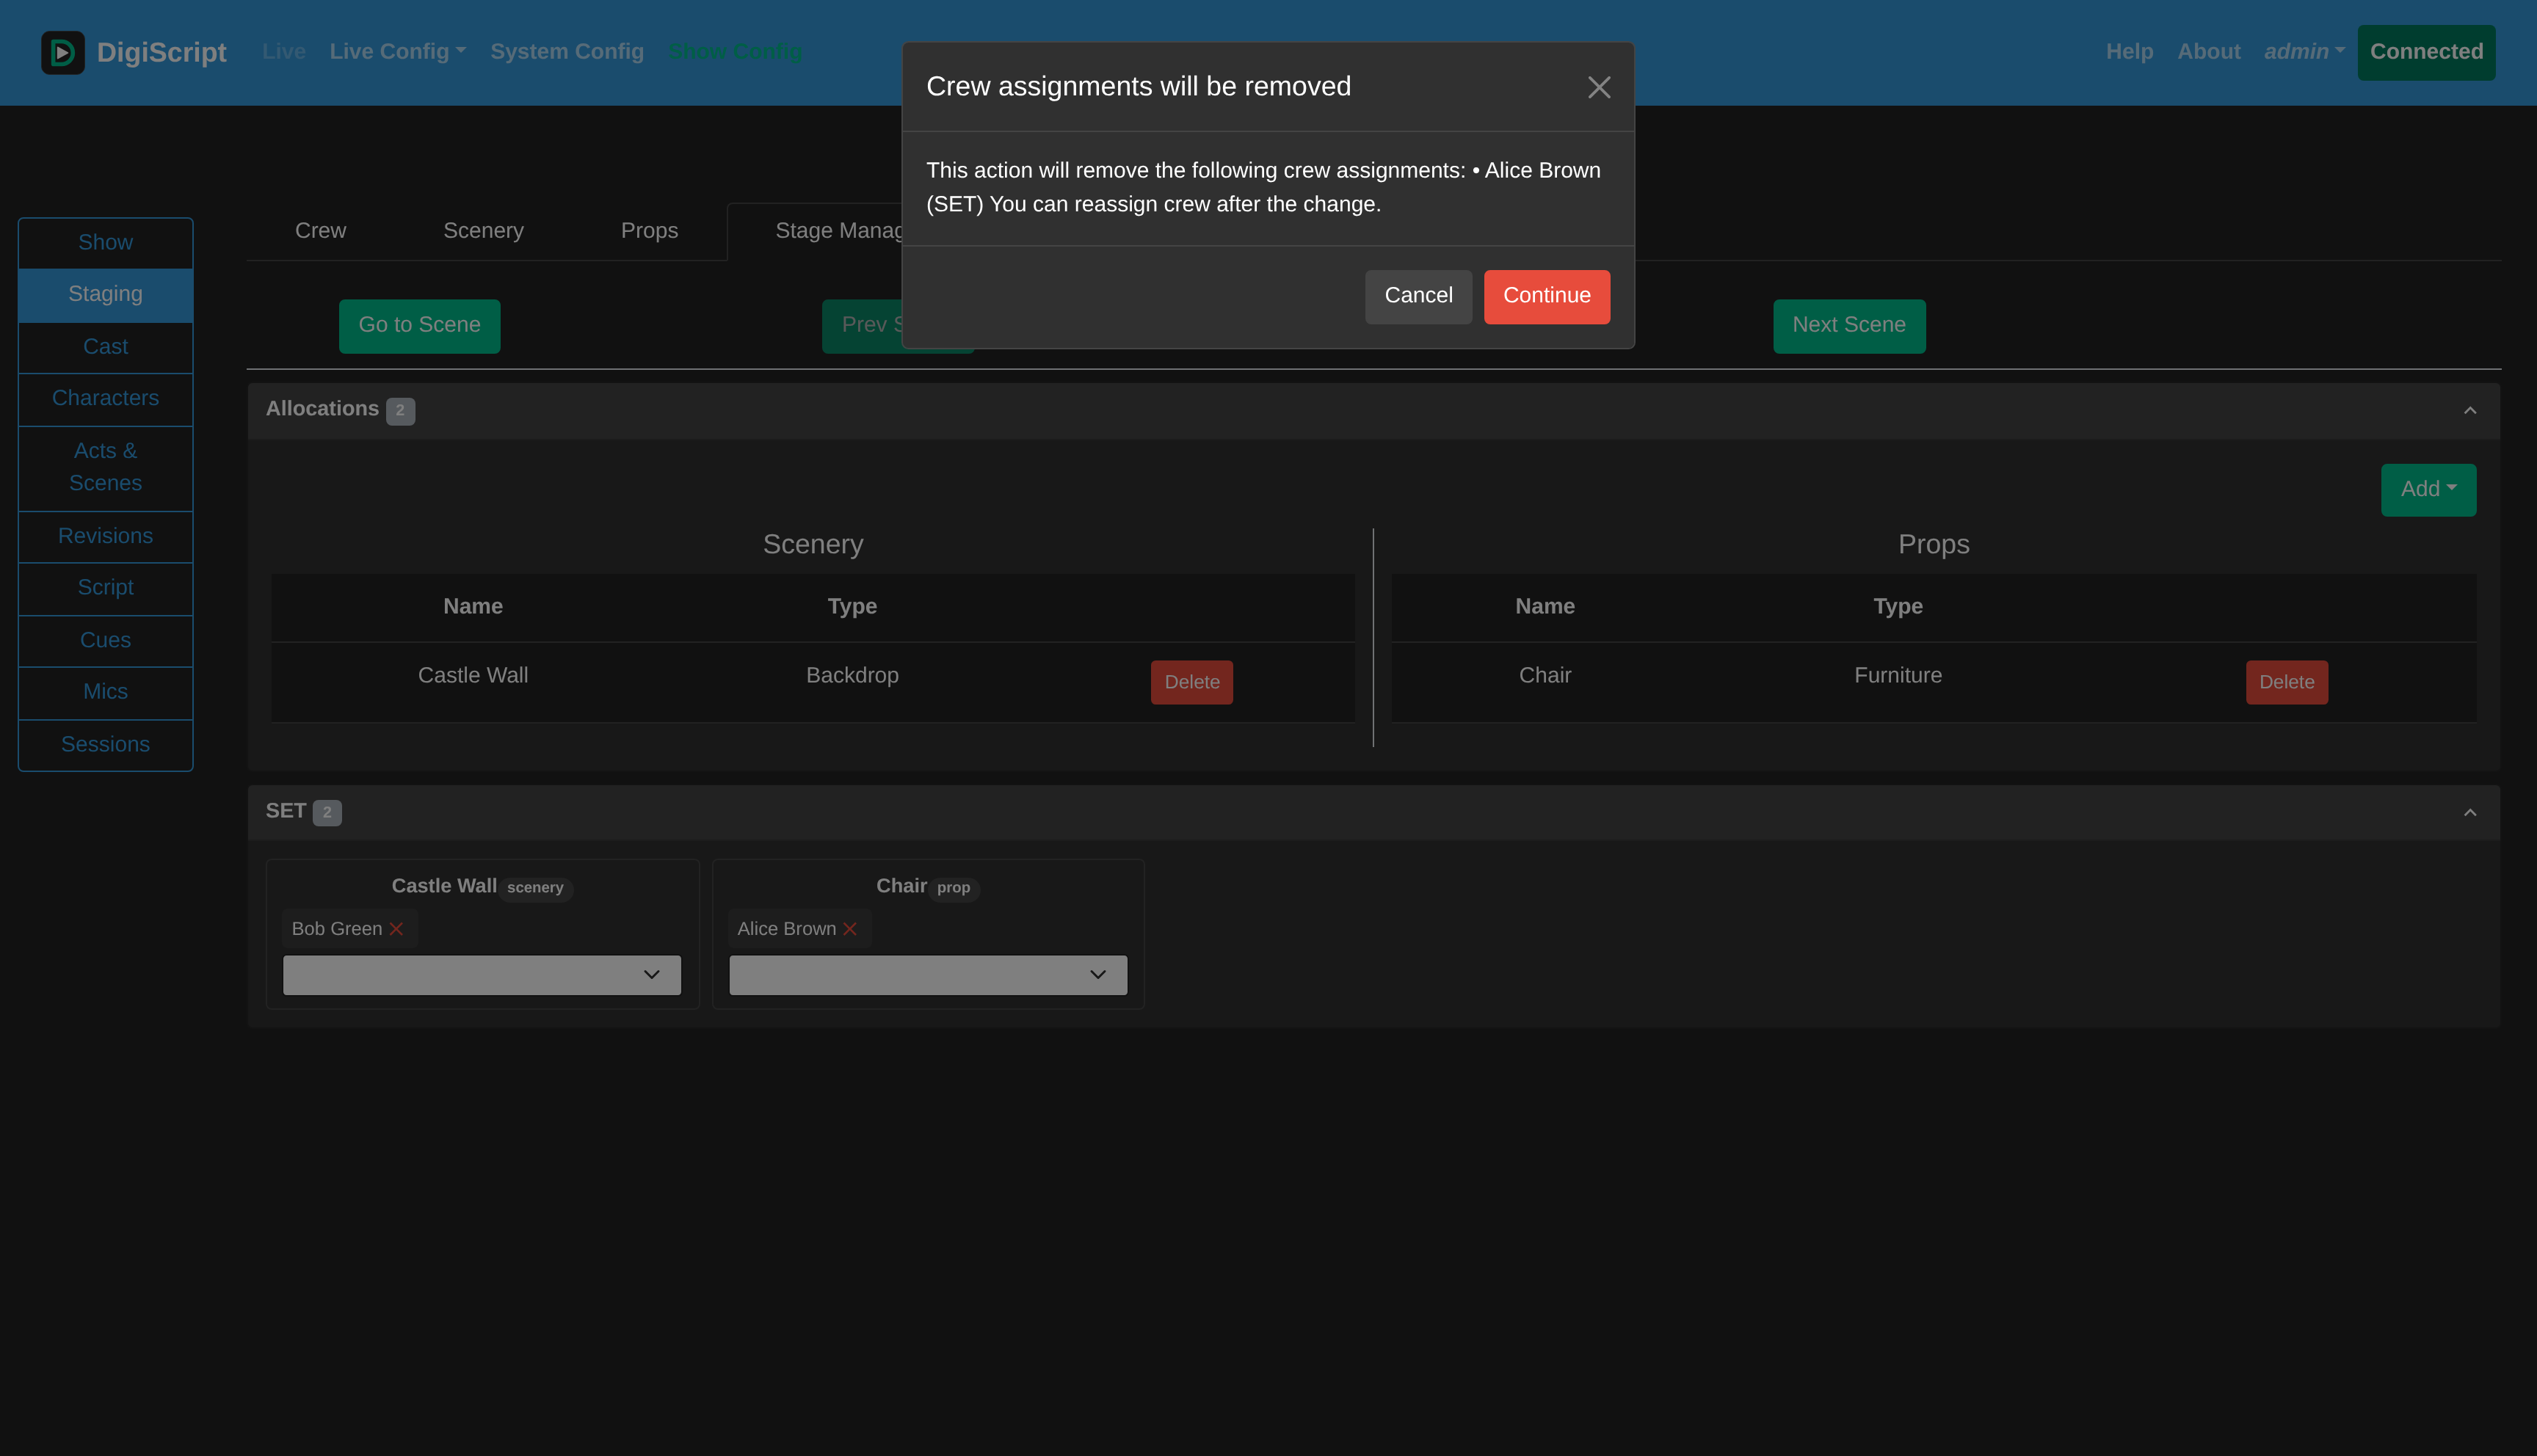 DigiScript Live Live Config System Config Show Config Help About admin Connected
Crew assignments will be removed
This action will remove the following crew assignments: • Alice Brown
(SET) You can reassign crew after the change.
Cancel Continue
Show
Staging
Cast
Characters
Acts &
Scenes
Revisions
Script
Cues
Mics
Sessions
Crew Scenery Props Stage Manag
Go to Scene Prev S Next Scene
Allocations 2
Add
Scenery
Name Type
Castle Wall Backdrop Delete
Props
Name Type
Chair Furniture Delete
SET 2
Castle Wall scenery
Bob Green
Chair prop
Alice Brown